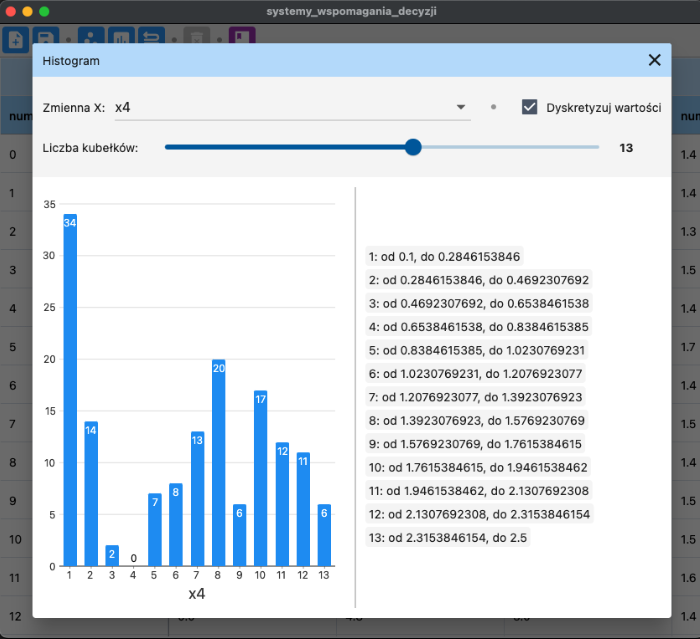 systemy_wspomagania_decyzji
Histogram
Zmienna X: x4
Dyskretyzuj wartości
Liczba kubełków: 13
num
num
0 1.4
1 1.4
2 1.3
3 1.5
4 1.4
5 1.7
6 1.4
7 1.5
8 1.4
9 1.5
10 1.5
11 1.6
12 1.4
35
30
25
20
15
10
5
0
34
14
2
0
7
8
13
20
6
17
12
11
6
1 2 3 4 5 6 7 8 9 10 11 12 13
x4
1: od 0.1, do 0.2846153846
2: od 0.2846153846, do 0.4692307692
3: od 0.4692307692, do 0.6538461538
4: od 0.6538461538, do 0.8384615385
5: od 0.8384615385, do 1.0230769231
6: od 1.0230769231, do 1.2076923077
7: od 1.2076923077, do 1.3923076923
8: od 1.3923076923, do 1.5769230769
9: od 1.5769230769, do 1.7615384615
10: od 1.7615384615, do 1.9461538462
11: od 1.9461538462, do 2.1307692308
12: od 2.1307692308, do 2.3153846154
13: od 2.3153846154, do 2.5